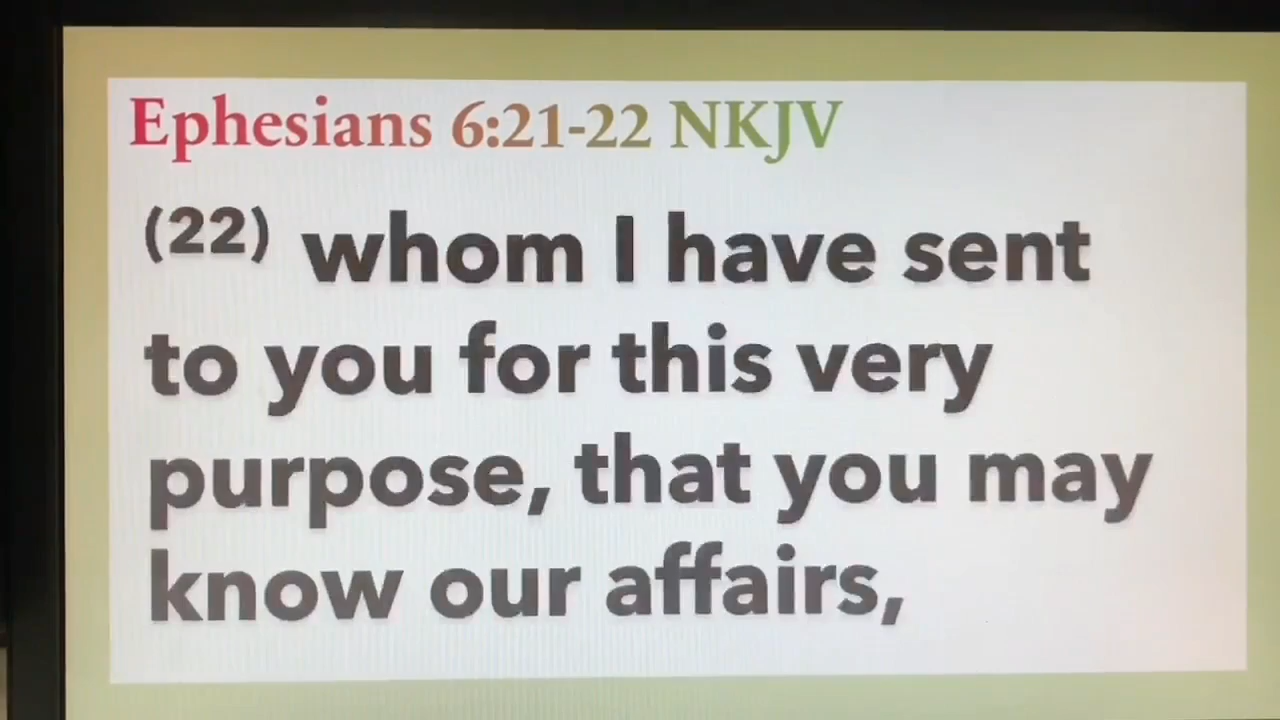 Ephesians 6:21-22 NKJV
(22) whom I have sent
to you for this very
purpose, that you may
know our affairs,